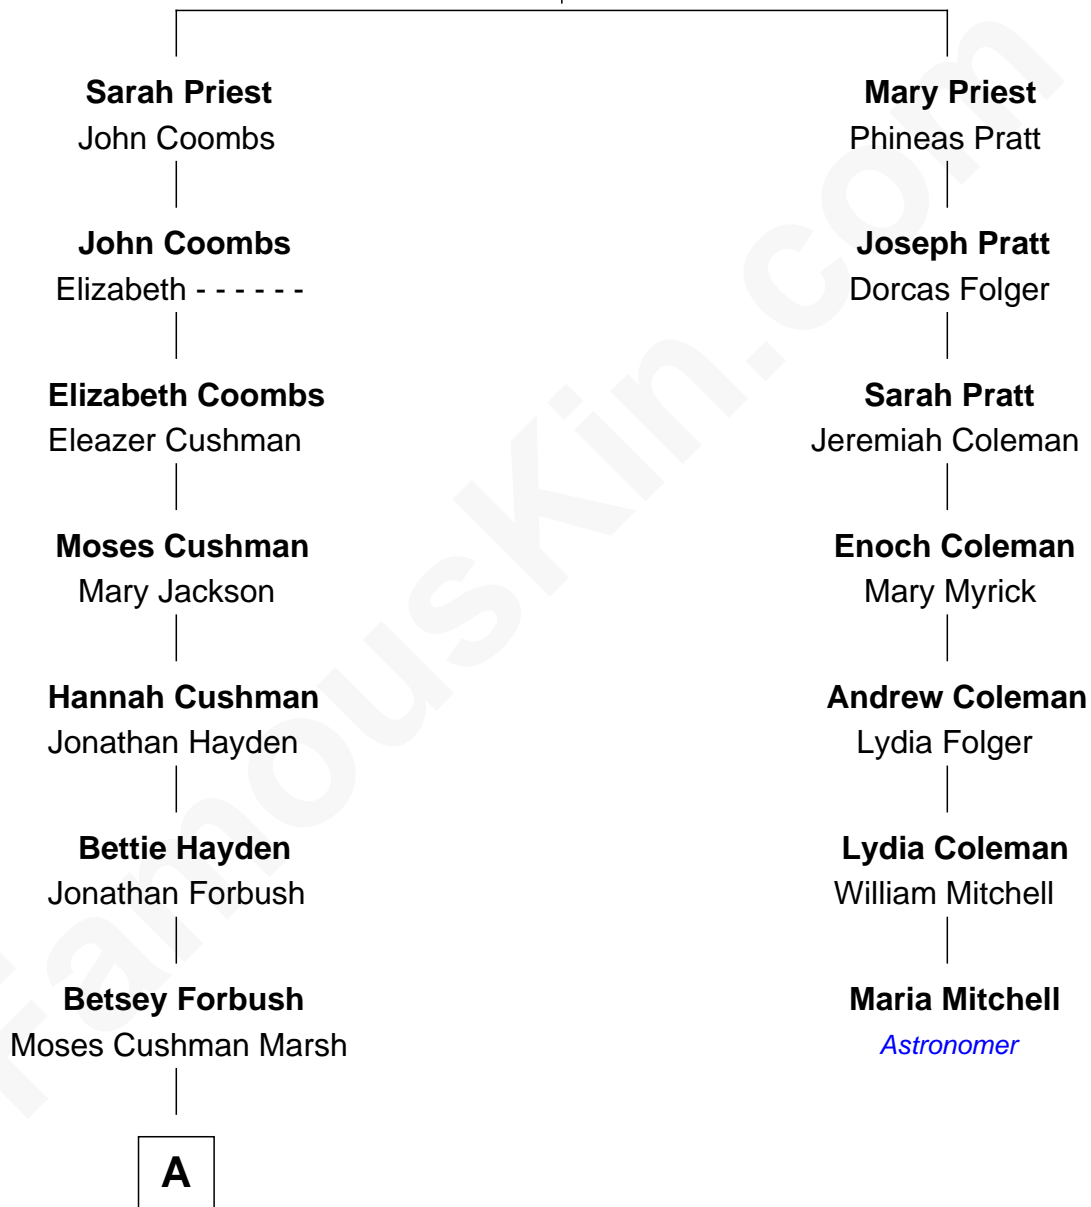 Sarah Priest
John Coombs
John Coombs
Elizabeth - - - - - -
Elizabeth Coombs
Eleazer Cushman
Moses Cushman
Mary Jackson
Hannah Cushman
Jonathan Hayden
Bettie Hayden
Jonathan Forbush
Betsey Forbush
Moses Cushman Marsh
A
Mary Priest
Phineas Pratt
Joseph Pratt
Dorcas Folger
Sarah Pratt
Jeremiah Coleman
Enoch Coleman
Mary Myrick
Andrew Coleman
Lydia Folger
Lydia Coleman
William Mitchell
Maria Mitchell
Astronomer
FamousKin.com